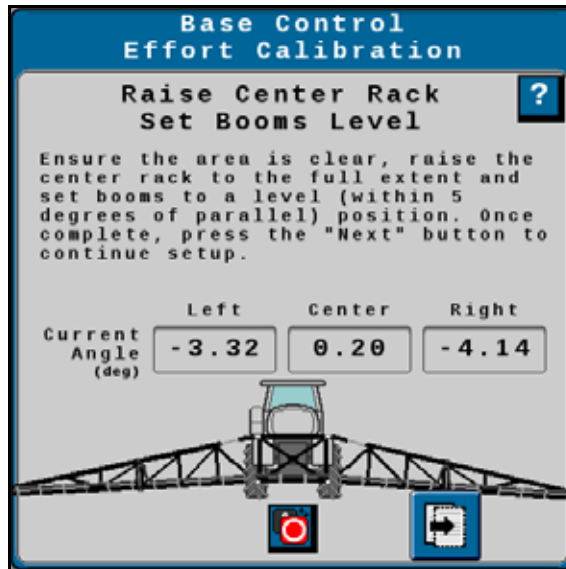 Base Control
Effort Calibration
Raise Center Rack
Set Booms Level
?
Ensure the area is clear, raise the
center rack to the full extent and
set booms to a level (within 5
degrees of parallel) position. Once
complete, press the "Next" button to
continue setup.
Left Center Right
Current
Angle
(deg)
-3.32 0.20 -4.14